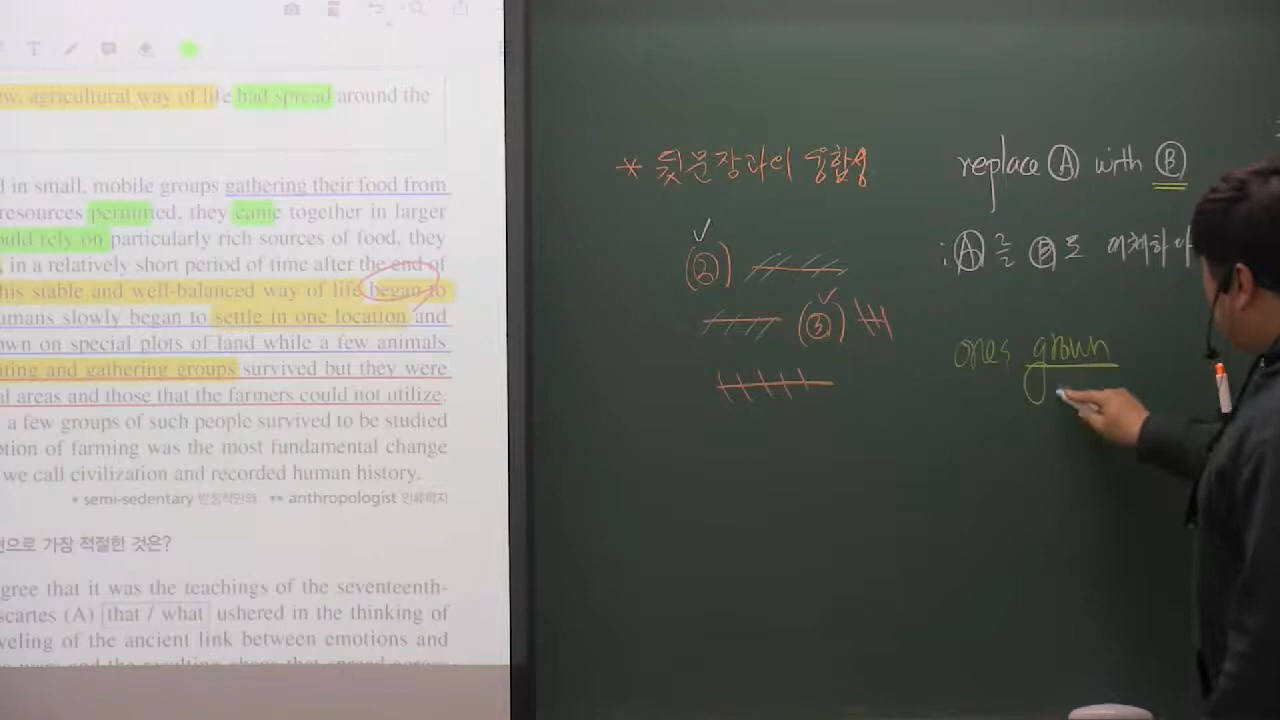 ew, agricultural way of life had spread around the
d in small, mobile groups gathering their food from
resources permitted, they came together in larger
ould rely on particularly rich sources of food, they
in a relatively short period of time after the end of
his stable and well-balanced way of life began to
umans slowly began to settle in one location and
wn on special plots of land while a few animals
nting and gathering groups survived but they were
al areas and those that the farmers could not utilize.
a few groups of such people survived to be studied
ption of farming was the most fundamental change
we call civilization and recorded human history.
* semi-sedentary 반정착민의 ** anthropologist 인류학자
현으로 가장 적절한 것은?
gree that it was the teachings of the seventeenth-
scartes (A) that / what ushered in the thinking of
veling of the ancient link between emotions and
* 뒷문장과의 융합성
②
③
replace Ⓐ with Ⓑ
: Ⓐ를 Ⓑ로 대체하다
ones grown